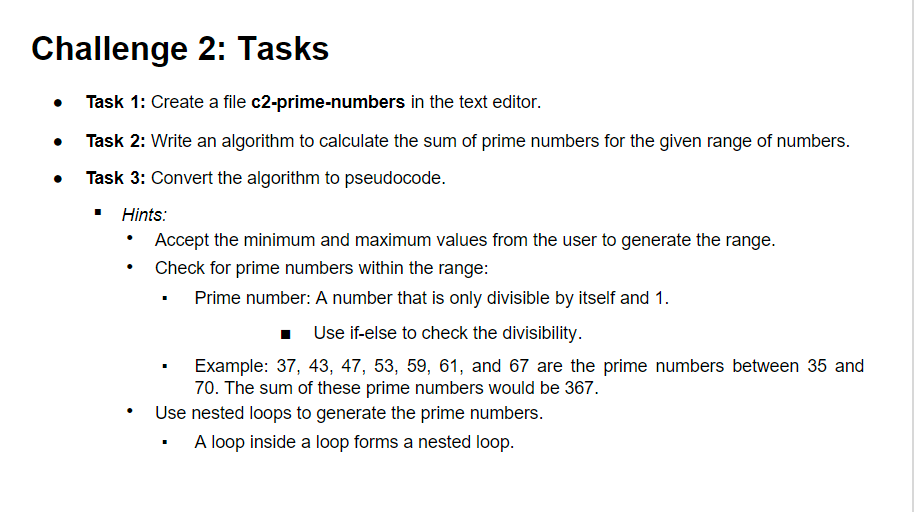 Challenge 2: Tasks
● Task 1: Create a file c2-prime-numbers in the text editor.
● Task 2: Write an algorithm to calculate the sum of prime numbers for the given range of numbers.
● Task 3: Convert the algorithm to pseudocode.
▪ Hints:
• Accept the minimum and maximum values from the user to generate the range.
• Check for prime numbers within the range:
▪ Prime number: A number that is only divisible by itself and 1.
■ Use if-else to check the divisibility.
▪ Example: 37, 43, 47, 53, 59, 61, and 67 are the prime numbers between 35 and
70. The sum of these prime numbers would be 367.
• Use nested loops to generate the prime numbers.
▪ A loop inside a loop forms a nested loop.